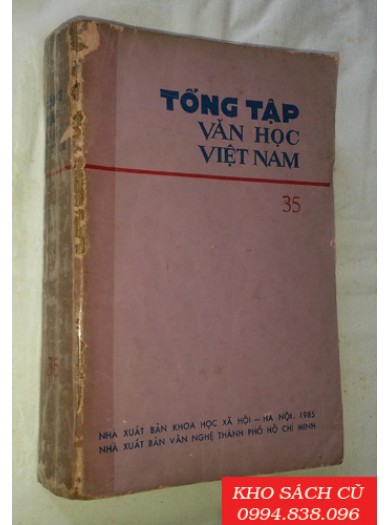 TỔNG TẬP
VĂN HỌC
VIỆT NAM
35
NHÀ XUẤT BẢN KHOA HỌC XÃ HỘI – HÀ NỘI. 1985
NHÀ XUẤT BẢN VĂN NGHỆ THÀNH PHỐ HỒ CHÍ MINH
KHO SÁCH CŨ
0994.838.096